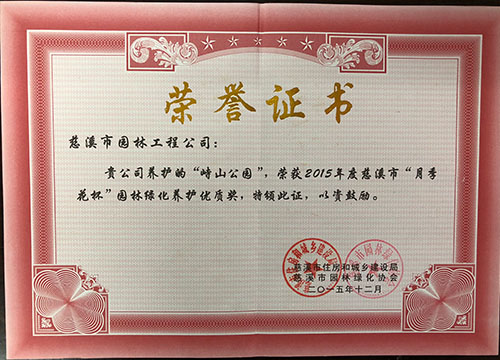 荣誉证书
慈溪市园林工程公司：
贵公司养护的“峙山公园”，荣获2015年度慈溪市“月季
花杯”园林绿化养护优质奖，特颁此证，以资鼓励。
慈溪市住房和城乡建设局
慈溪市园林绿化协会
二〇一五年十二月